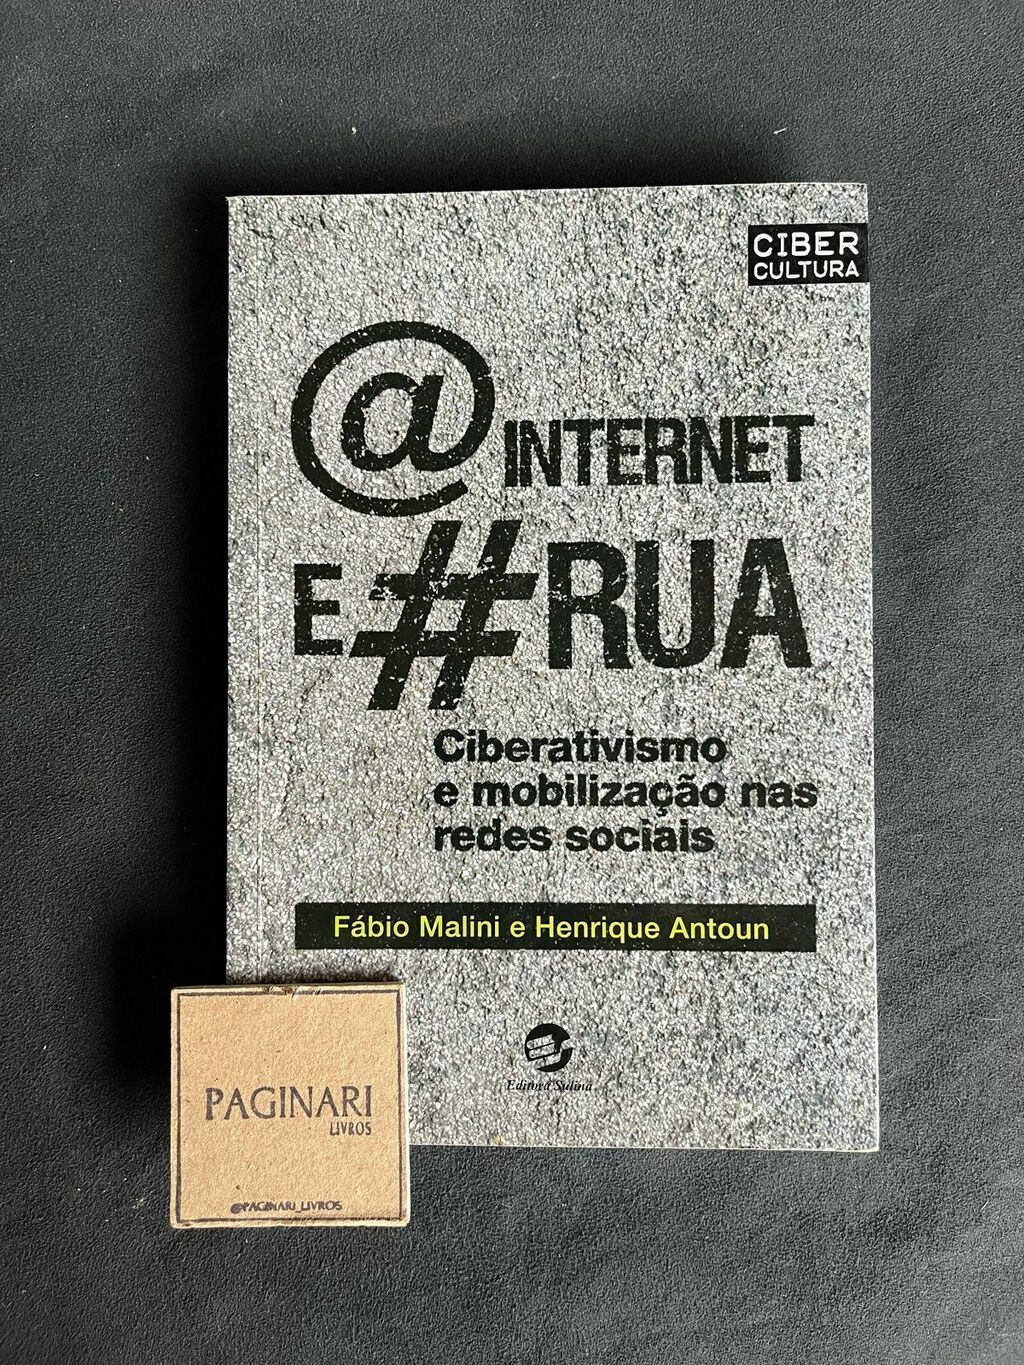 CIBER
CULTURA
@INTERNET
E#RUA
Ciberativismo
e mobilização nas
redes sociais
Fábio Malini e Henrique Antoun
Editora Sulina
PAGINARI
LIVROS
@PAGINARI_LIVROS